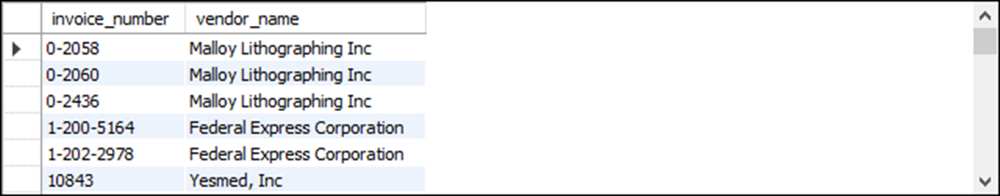 invoice_number vendor_name
0-2058 Malloy Lithographing Inc
0-2060 Malloy Lithographing Inc
0-2436 Malloy Lithographing Inc
1-200-5164 Federal Express Corporation
1-202-2978 Federal Express Corporation
10843 Yesmed, Inc